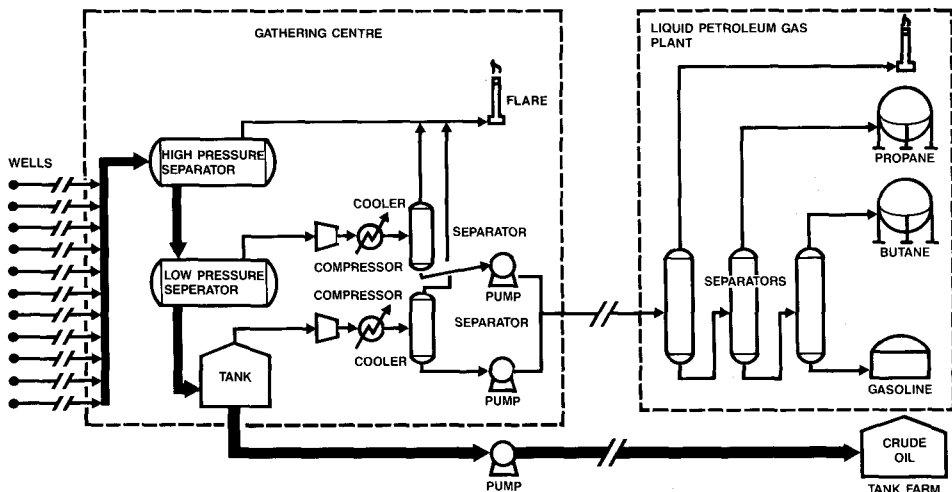 GATHERING CENTRE
LIQUID PETROLEUM GAS
PLANT
FLARE
WELLS
HIGH PRESSURE
SEPARATOR
PROPANE
COOLER
SEPARATOR
COMPRESSOR
PUMP
BUTANE
LOW PRESSURE
SEPERATOR
COMPRESSOR
SEPARATOR
COOLER
SEPARATORS
TANK
PUMP
GASOLINE
PUMP
CRUDE
OIL
TANK FARM